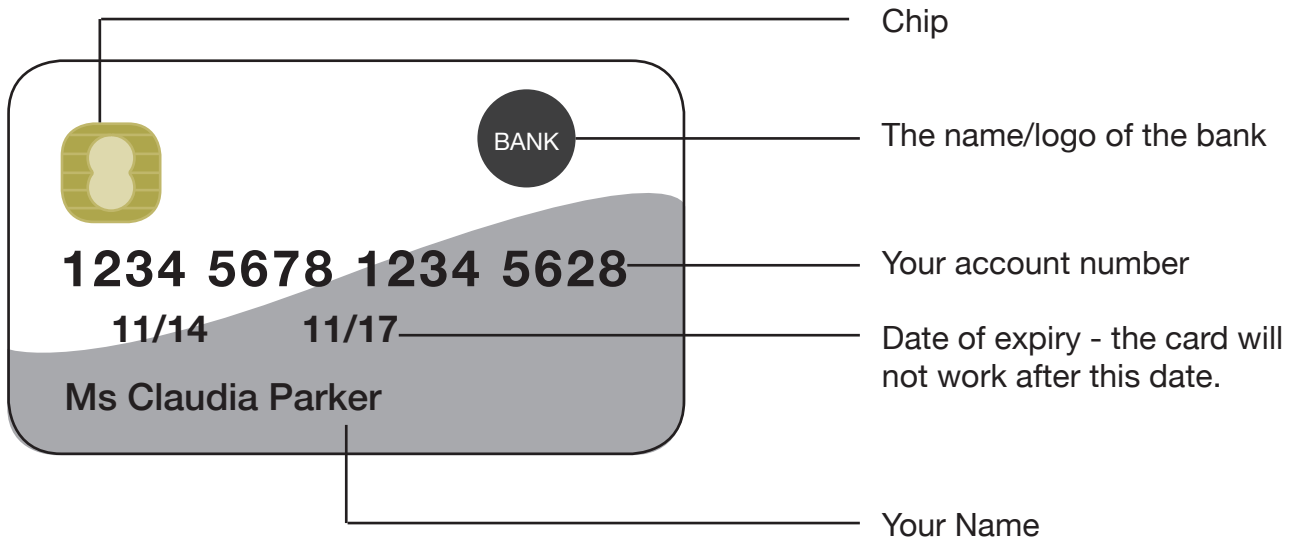 Chip
BANK
The name/logo of the bank
1234 5678 1234 5628
Your account number
11/14 11/17
Date of expiry - the card will
not work after this date.
Ms Claudia Parker
Your Name